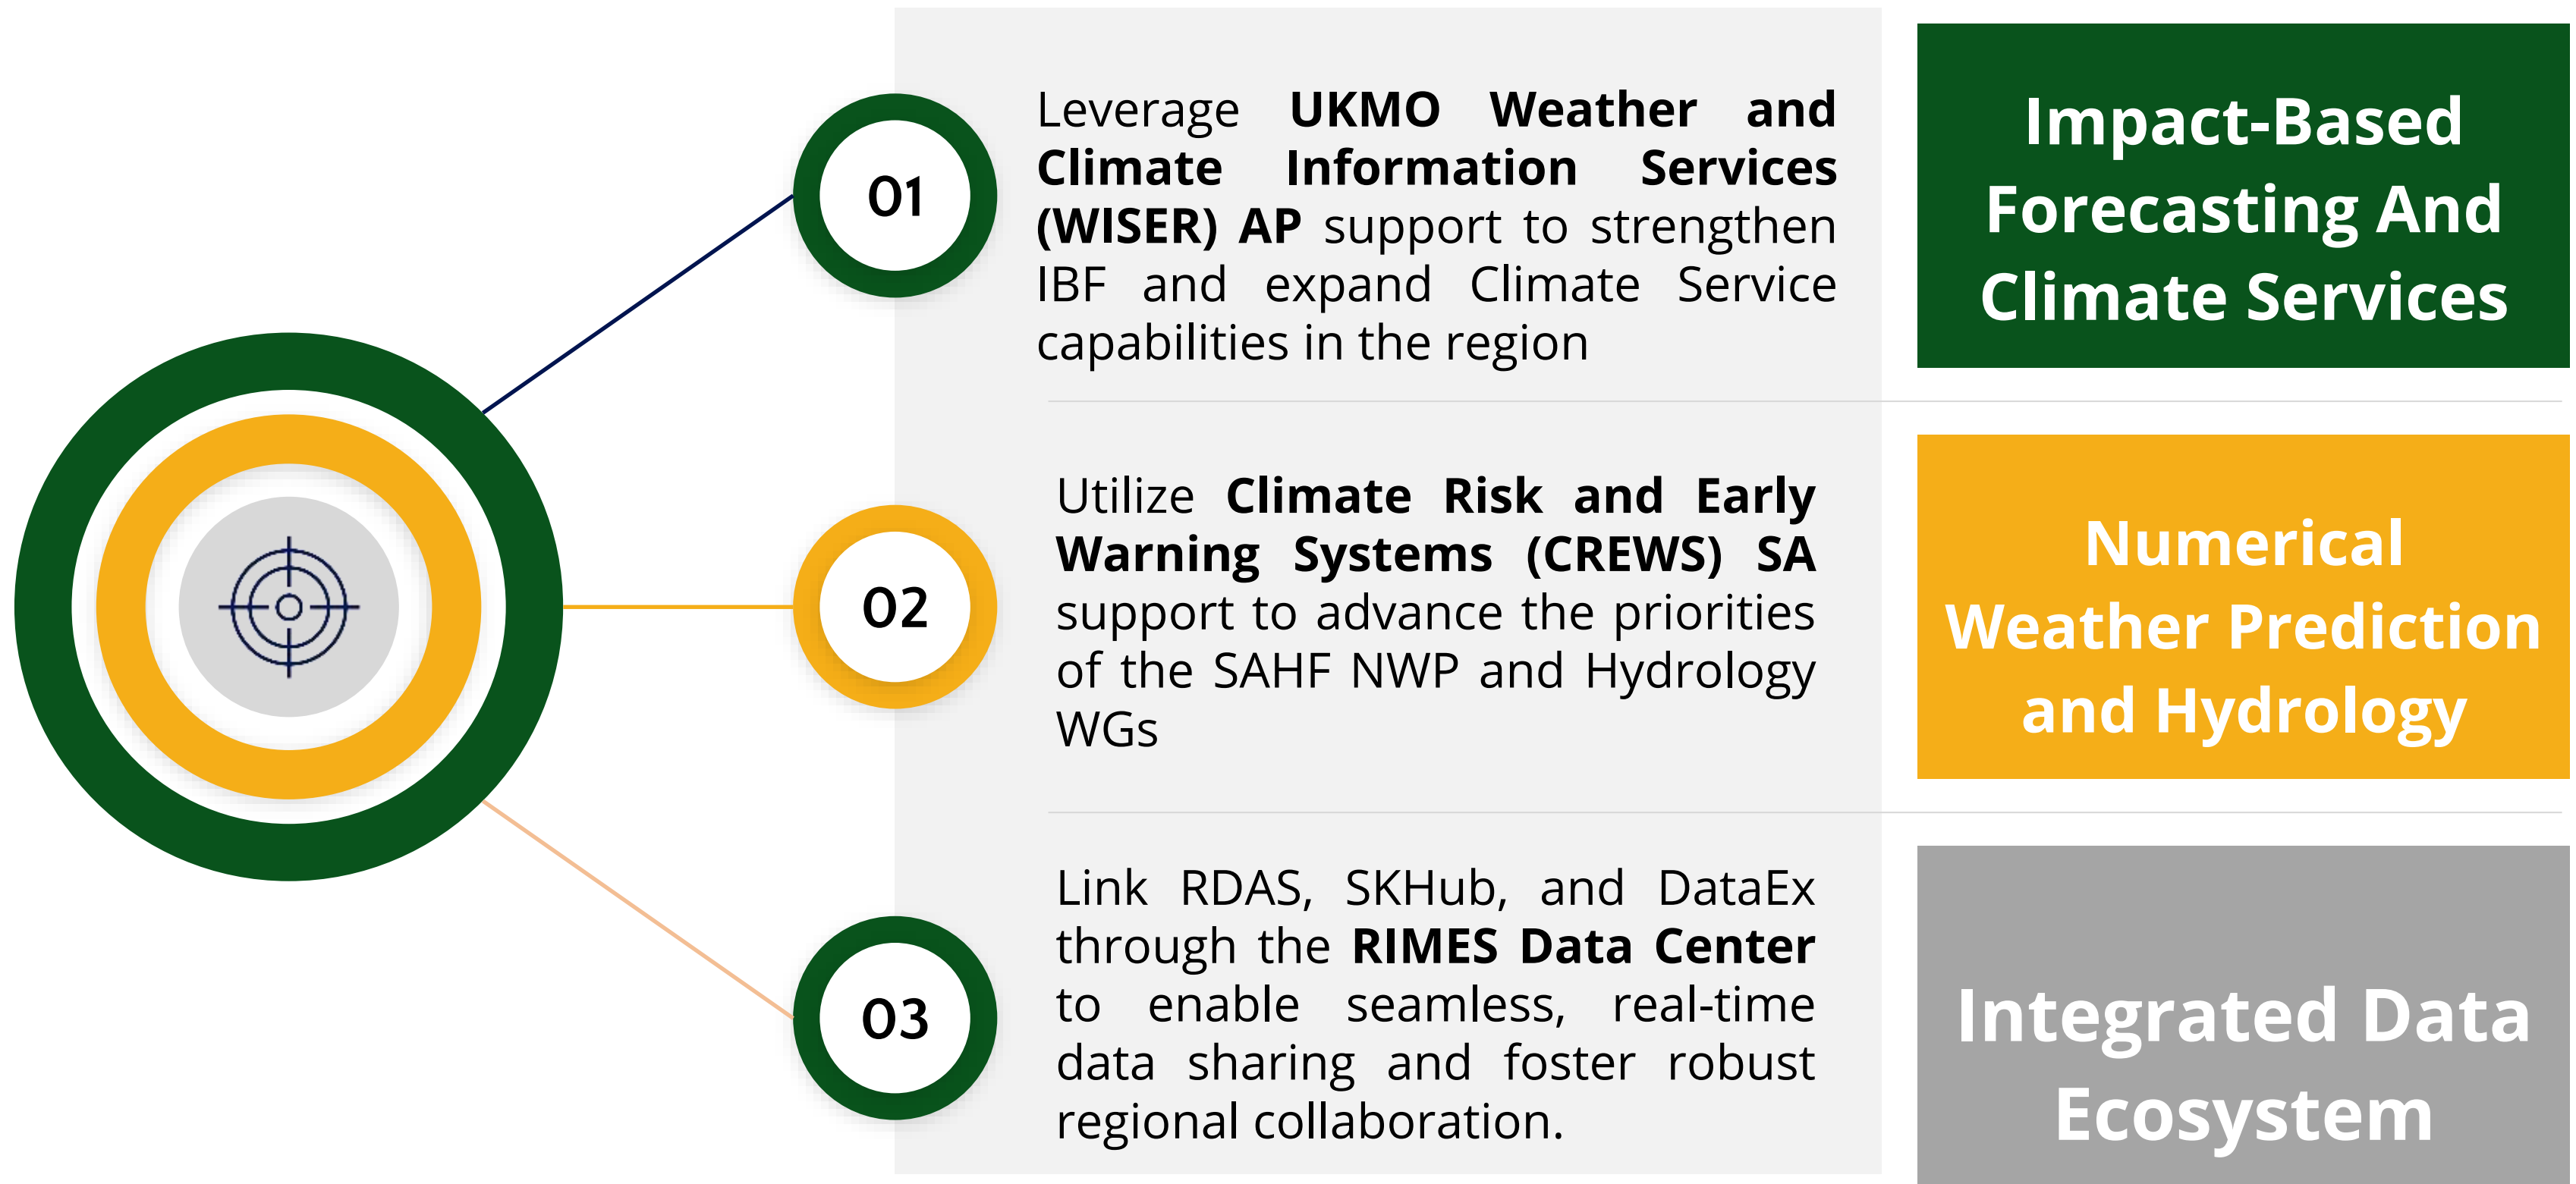 01
Leverage UKMO Weather and
Climate Information Services
(WISER) AP support to strengthen
IBF and expand Climate Service
capabilities in the region
Impact-Based
Forecasting And
Climate Services
02
Utilize Climate Risk and Early
Warning Systems (CREWS) SA
support to advance the priorities
of the SAHF NWP and Hydrology
WGs
Numerical
Weather Prediction
and Hydrology
03
Link RDAS, SKHub, and DataEx
through the RIMES Data Center
to enable seamless, real-time
data sharing and foster robust
regional collaboration.
Integrated Data
Ecosystem